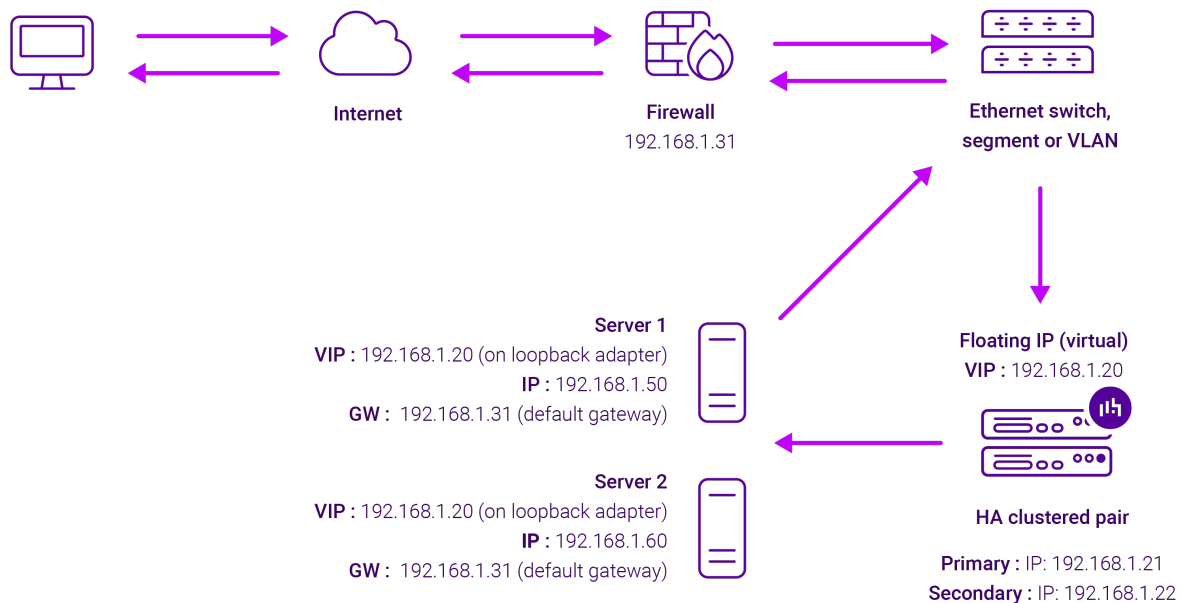 Internet
Firewall
192.168.1.31
Ethernet switch,
segment or VLAN
Server 1
VIP : 192.168.1.20 (on loopback adapter)
IP : 192.168.1.50
GW : 192.168.1.31 (default gateway)
Floating IP (virtual)
VIP : 192.168.1.20
Server 2
VIP : 192.168.1.20 (on loopback adapter)
IP : 192.168.1.60
GW : 192.168.1.31 (default gateway)
HA clustered pair
Primary : IP: 192.168.1.21
Secondary : IP: 192.168.1.22